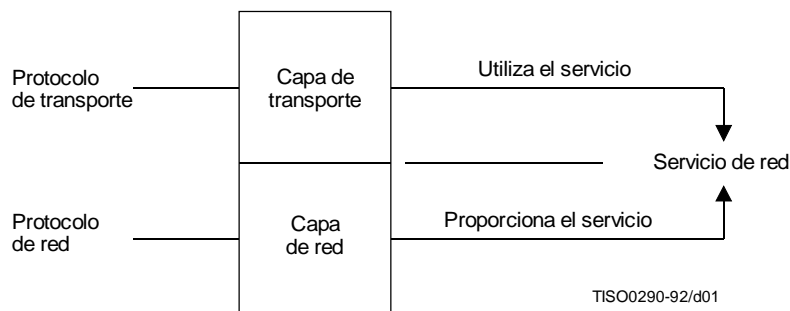 Protocolo
de transporte
Capa de
transporte
Utiliza el servicio
Servicio de red
Protocolo
de red
Capa
de red
Proporciona el servicio
TISO0290-92/d01